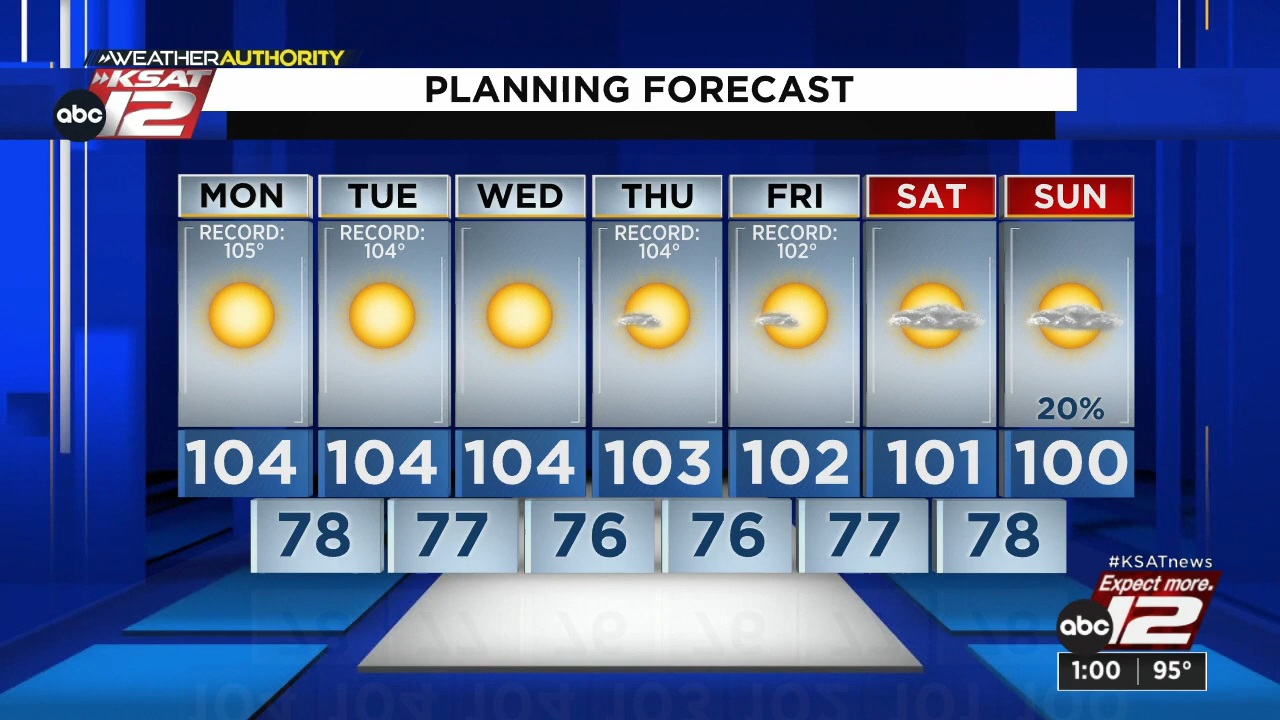 WEATHERAUTHORITY
KSAT
abc 12
PLANNING FORECAST
MON TUE WED THU FRI SAT SUN
RECORD: RECORD: RECORD: RECORD:
105° 104° 104° 102°
20%
104 104 104 103 102 101 100
78 77 76 76 77 78
#KSATnews
Expect more.
abc 12
1:00 95°